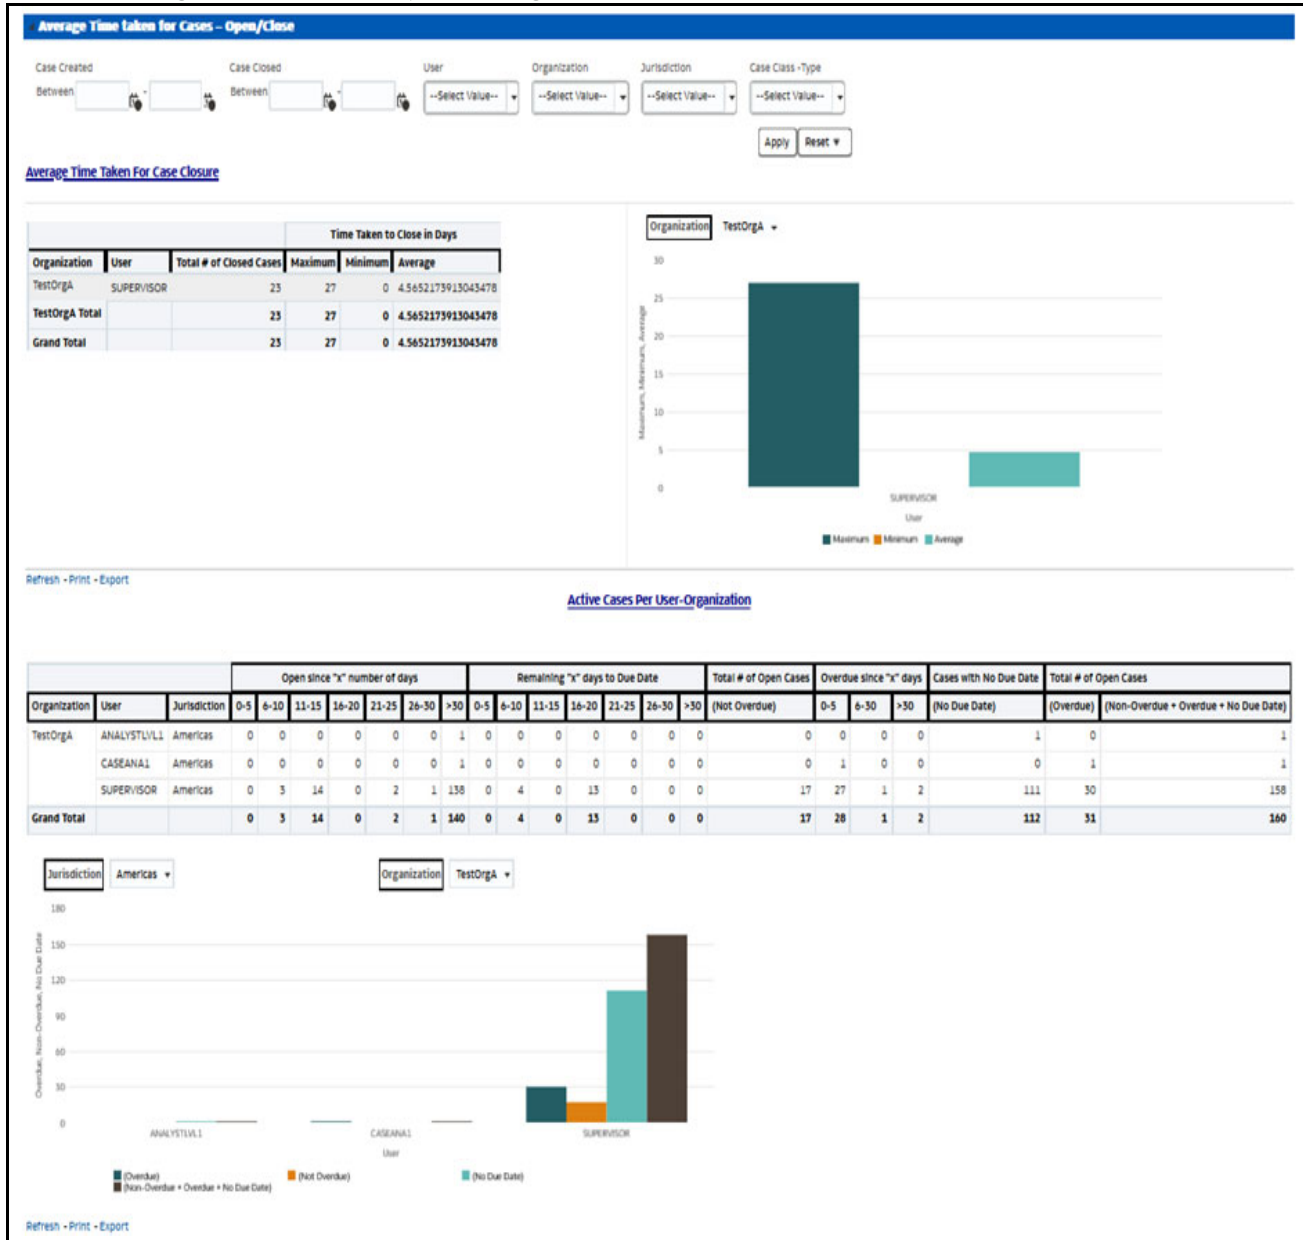 Average Time taken for Cases – Open/Close
Case Created Case Closed User Organization Jurisdiction Case Class -Type
Between - Between - --Select Value-- --Select Value-- --Select Value-- --Select Value--
Apply Reset
Average Time Taken For Case Closure
Time Taken to Close in Days
Organization User Total # of Closed Cases Maximum Minimum Average
TestOrgA SUPERVISOR 23 27 0 4.5652173913043478
TestOrgA Total 23 27 0 4.5652173913043478
Grand Total 23 27 0 4.5652173913043478
Organization TestOrgA
30
25
20
15
10
5
0
Maximum, Minimum, Average
SUPERVISOR
User
Maximum Minimum Average
Refresh - Print - Export
Active Cases Per User-Organization
Open since "x" number of days Remaining "x" days to Due Date Total # of Open Cases Overdue since "x" days Cases with No Due Date Total # of Open Cases
Organization User Jurisdiction 0-5 6-10 11-15 16-20 21-25 26-30 >30 0-5 6-10 11-15 16-20 21-25 26-30 >30 (Not Overdue) 0-5 6-30 >30 (No Due Date) (Overdue) (Non-Overdue + Overdue + No Due Date)
TestOrgA ANALYSTLVL1 Americas 0 0 0 0 0 0 1 0 0 0 0 0 0 0 0 0 0 0 1 0 1
CASEANA1 Americas 0 0 0 0 0 0 1 0 0 0 0 0 0 0 0 1 0 0 0 1 1
SUPERVISOR Americas 0 3 14 0 2 1 138 0 4 0 13 0 0 0 17 27 1 2 111 30 158
Grand Total 0 3 14 0 2 1 140 0 4 0 13 0 0 0 17 28 1 2 112 31 160
Jurisdiction Americas Organization TestOrgA
180
150
120
90
60
30
0
Overdue, Non-Overdue, No Due Date
ANALYSTLVL1 CASEANA1 SUPERVISOR
User
(Overdue) (Not Overdue) (No Due Date)
(Non-Overdue + Overdue + No Due Date)
Refresh - Print - Export